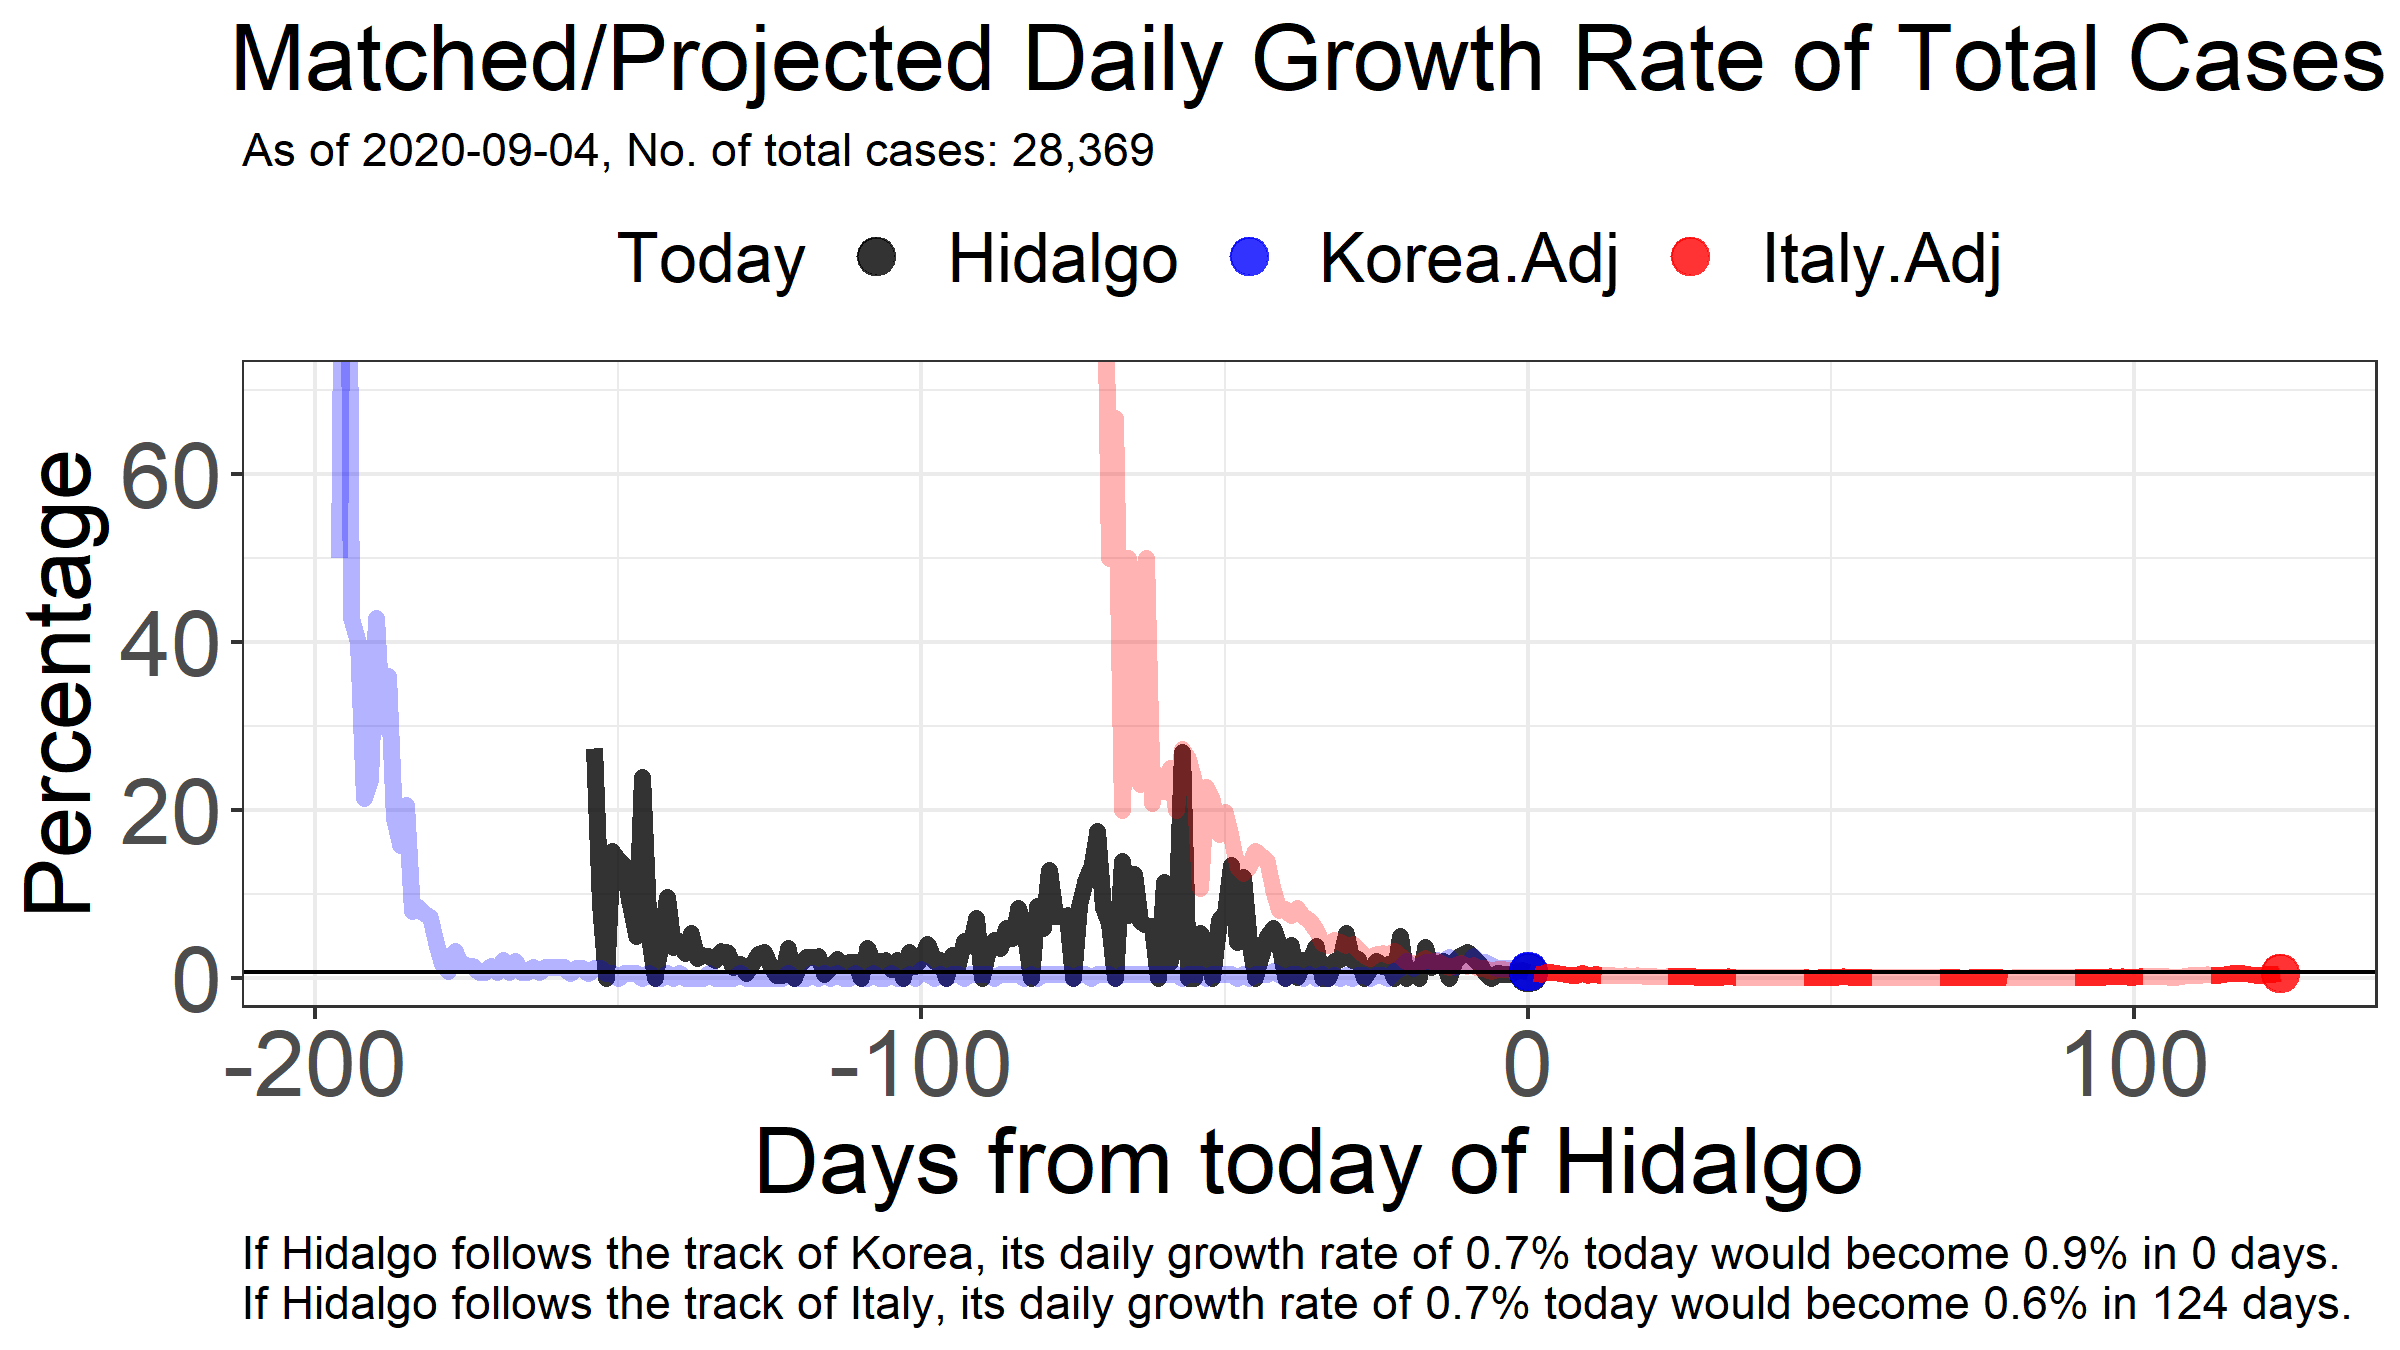 Matched/Projected Daily Growth Rate of Total Cases
As of 2020-09-04, No. of total cases: 28,369
Today Hidalgo Korea.Adj Italy.Adj
Percentage
60
40
20
0
-200 -100 0 100
Days from today of Hidalgo
If Hidalgo follows the track of Korea, its daily growth rate of 0.7% today would become 0.9% in 0 days.
If Hidalgo follows the track of Italy, its daily growth rate of 0.7% today would become 0.6% in 124 days.